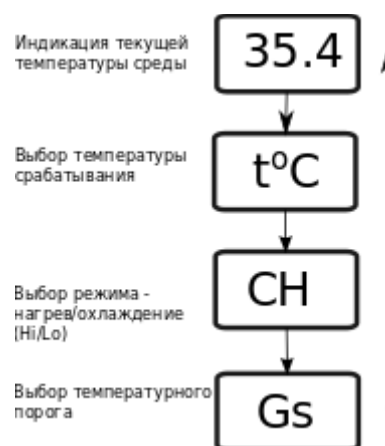 Индикация текущей
температуры среды
35.4
Выбор температуры
срабатывания
t°C
CH
Выбор режима -
нагрев/охлаждение
(Hi/Lo)
Выбор температурного
порога
Gs